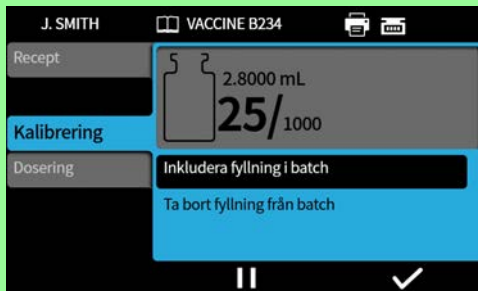 J. SMITH
VACCINE B234
Recept
2.8000 mL
25/1000
Kalibrering
Dosering
Inkludera fyllning i batch
Ta bort fyllning från batch